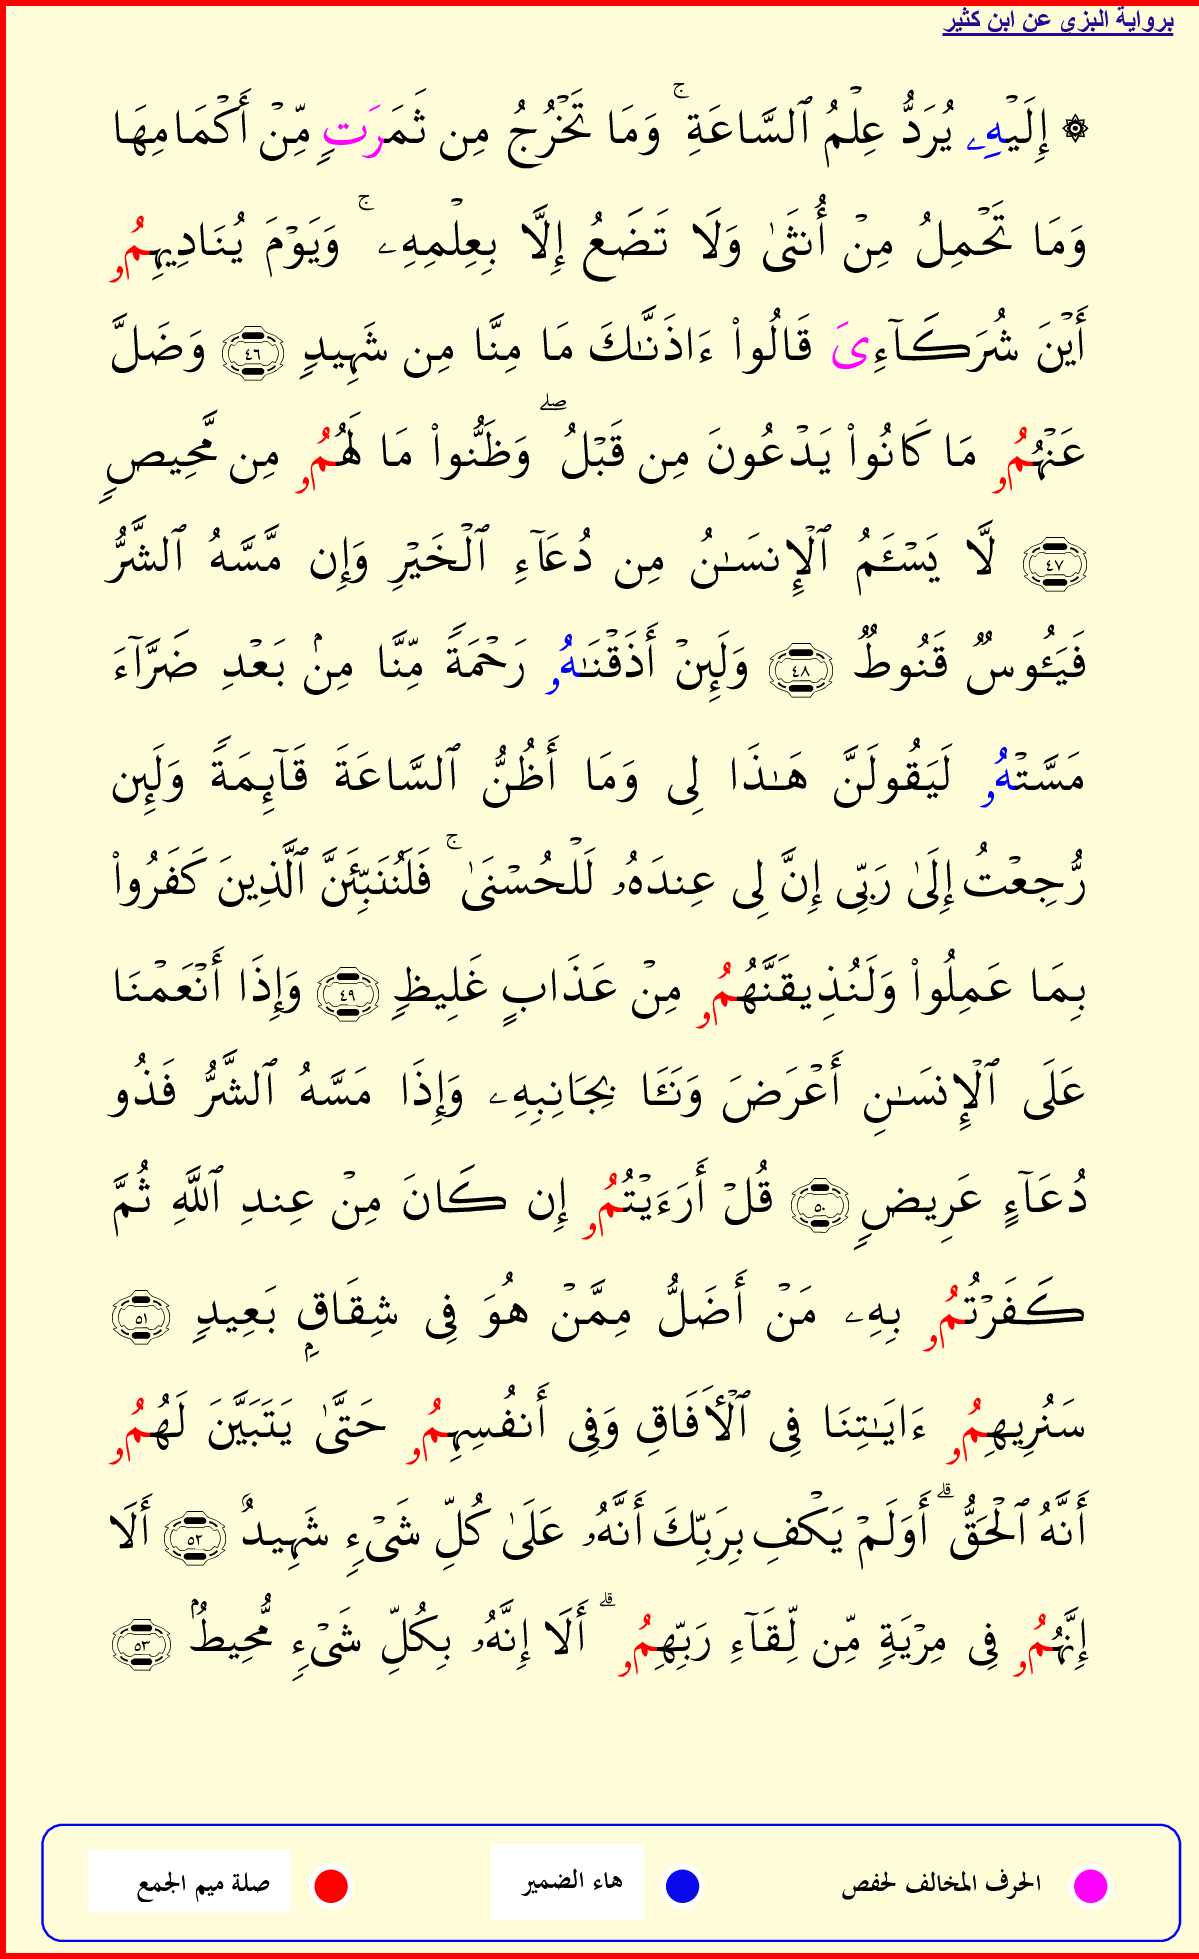 برواية البزى عن ابن كثير
۞ إِلَيۡهِۦ يُرَدُّ عِلۡمُ ٱلسَّاعَةِۚ وَمَا تَخۡرُجُ مِن ثَمَرَتٖ مِّنۡ أَكۡمَامِهَا
وَمَا تَحۡمِلُ مِنۡ أُنثَىٰ وَلَا تَضَعُ إِلَّا بِعِلۡمِهِۦۚ وَيَوۡمَ يُنَادِيهِمُۥ
أَيۡنَ شُرَكَآءِىَ قَالُواْ ءَاذَنَّٰكَ مَا مِنَّا مِن شَهِيدٖ ٤٦ وَضَلَّ
عَنۡهُمُۥ مَا كَانُواْ يَدۡعُونَ مِن قَبۡلُۖ وَظَنُّواْ مَا لَهُمُۥ مِن مَّحِيصٖ
٤٧ لَّا يَسۡـَٔمُ ٱلۡإِنسَٰنُ مِن دُعَآءِ ٱلۡخَيۡرِ وَإِن مَّسَّهُ ٱلشَّرُّ
فَيَـُٔوسٞ قَنُوطٞ ٤٨ وَلَئِنۡ أَذَقۡنَٰهُۥ رَحۡمَةٗ مِّنَّا مِنۢ بَعۡدِ ضَرَّآءَ
مَسَّتۡهُۥ لَيَقُولَنَّ هَٰذَا لِى وَمَا أَظُنُّ ٱلسَّاعَةَ قَآئِمَةٗ وَلَئِن
رُّجِعۡتُ إِلَىٰ رَبِّى إِنَّ لِى عِندَهُۥ لَلۡحُسۡنَىٰۚ فَلَنُنَبِّئَنَّ ٱلَّذِينَ كَفَرُواْ
بِمَا عَمِلُواْ وَلَنُذِيقَنَّهُمُۥ مِنۡ عَذَابٍ غَلِيظٖ ٤٩ وَإِذَا أَنۡعَمۡنَا
عَلَى ٱلۡإِنسَٰنِ أَعۡرَضَ وَنَـَٔا بِجَانِبِهِۦ وَإِذَا مَسَّهُ ٱلشَّرُّ فَذُو
دُعَآءٍ عَرِيضٖ ٥٠ قُلۡ أَرَءَيۡتُمُۥ إِن كَانَ مِنۡ عِندِ ٱللَّهِ ثُمَّ
كَفَرۡتُمُۥ بِهِۦ مَنۡ أَضَلُّ مِمَّنۡ هُوَ فِى شِقَاقِۭ بَعِيدٖ ٥١
سَنُرِيهِمُۥ ءَايَٰتِنَا فِى ٱلۡأٓفَاقِ وَفِى أَنفُسِهِمُۥ حَتَّىٰ يَتَبَيَّنَ لَهُمُۥ
أَنَّهُ ٱلۡحَقُّۗ أَوَلَمۡ يَكۡفِ بِرَبِّكَ أَنَّهُۥ عَلَىٰ كُلِّ شَىۡءٖ شَهِيدٌ ٥٢ أَلَا
إِنَّهُمُۥ فِى مِرۡيَةٖ مِّن لِّقَآءِ رَبِّهِمُۥۗ أَلَا إِنَّهُۥ بِكُلِّ شَىۡءٖ مُّحِيطُۢ ٥٣
الحرف المخالف لحفص
هاء الضمير
صلة ميم الجمع